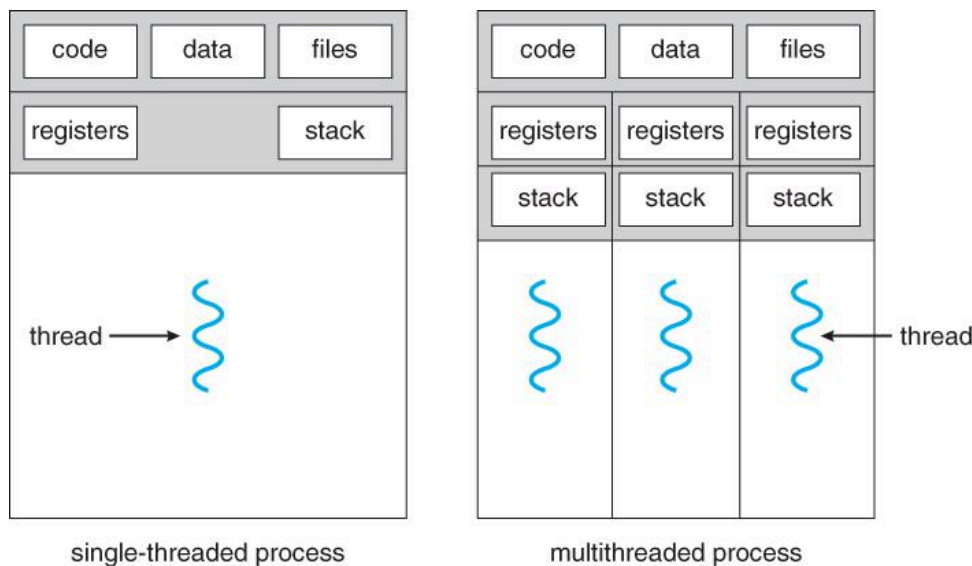 code data files
registers stack
thread
single-threaded process
code data files
registers registers registers
stack stack stack
thread
multithreaded process